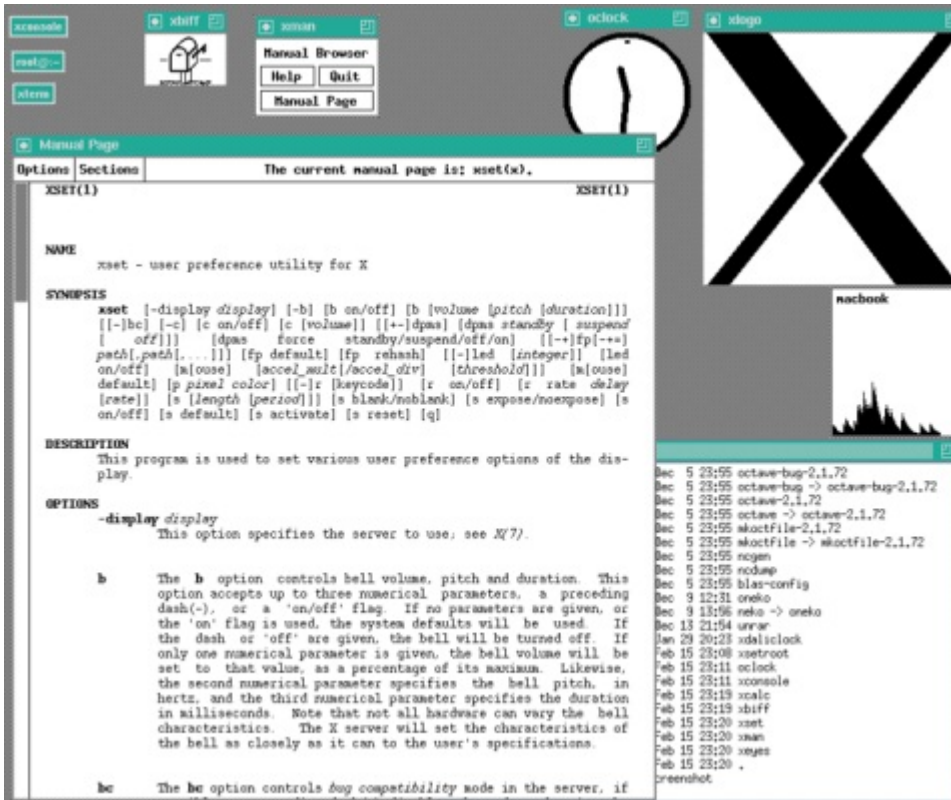 xconsole
root@:~
xterm
xbiff
xman
Manual Browser
Help Quit
Manual Page
oclock
xlogo
Manual Page
Options Sections The current manual page is: xset(x).
XSET(1) XSET(1)
NAME
xset - user preference utility for X
SYNOPSIS
xset [-display display] [-b] [b on/off] [b [volume [pitch [duration]]]
[[-]bc] [-c] [c on/off] [c [volume]] [[+-]dpms] [dpms standby [ suspend
[ off]]] [dpms force standby/suspend/off/on] [[-+]fp[-+=]
path[,path[,...]]] [fp default] [fp rehash] [[-]led [integer]] [led
on/off] [m[ouse] [accel_mult[/accel_div] [threshold]]] [m[ouse]
default] [p pixel color] [[-]r [keycode]] [r on/off] [r rate delay
[rate]] [s [length [period]]] [s blank/noblank] [s expose/noexpose] [s
on/off] [s default] [s activate] [s reset] [q]
DESCRIPTION
This program is used to set various user preference options of the dis-
play.
OPTIONS
-display display
This option specifies the server to use; see X(7).
b The b option controls bell volume, pitch and duration. This
option accepts up to three numerical parameters, a preceding
dash(-), or a 'on/off' flag. If no parameters are given, or
the 'on' flag is used, the system defaults will be used. If
the dash or 'off' are given, the bell will be turned off. If
only one numerical parameter is given, the bell volume will be
set to that value, as a percentage of its maximum. Likewise,
the second numerical parameter specifies the bell pitch, in
hertz, and the third numerical parameter specifies the duration
in milliseconds. Note that not all hardware can vary the bell
characteristics. The X server will set the characteristics of
the bell as closely as it can to the user's specifications.
bc The bc option controls bug compatibility mode in the server, if
macbook
Dec 5 23:55 octave-bug-2.1.72
Dec 5 23:55 octave-bug -> octave-bug-2.1.72
Dec 5 23:55 octave-2.1.72
Dec 5 23:55 octave -> octave-2.1.72
Dec 5 23:55 mkoctfile-2.1.72
Dec 5 23:55 mkoctfile -> mkoctfile-2.1.72
Dec 5 23:55 ncgen
Dec 5 23:55 ncdump
Dec 5 23:55 blas-config
Dec 9 12:31 oneko
Dec 9 13:56 neko -> oneko
Dec 13 21:54 unrar
Jan 29 20:23 xdaliclock
Feb 15 23:08 xsetroot
Feb 15 23:11 oclock
Feb 15 23:11 xconsole
Feb 15 23:19 xcalc
Feb 15 23:19 xbiff
Feb 15 23:20 xset
Feb 15 23:20 xman
Feb 15 23:20 xeyes
Feb 15 23:20 .
creenshot